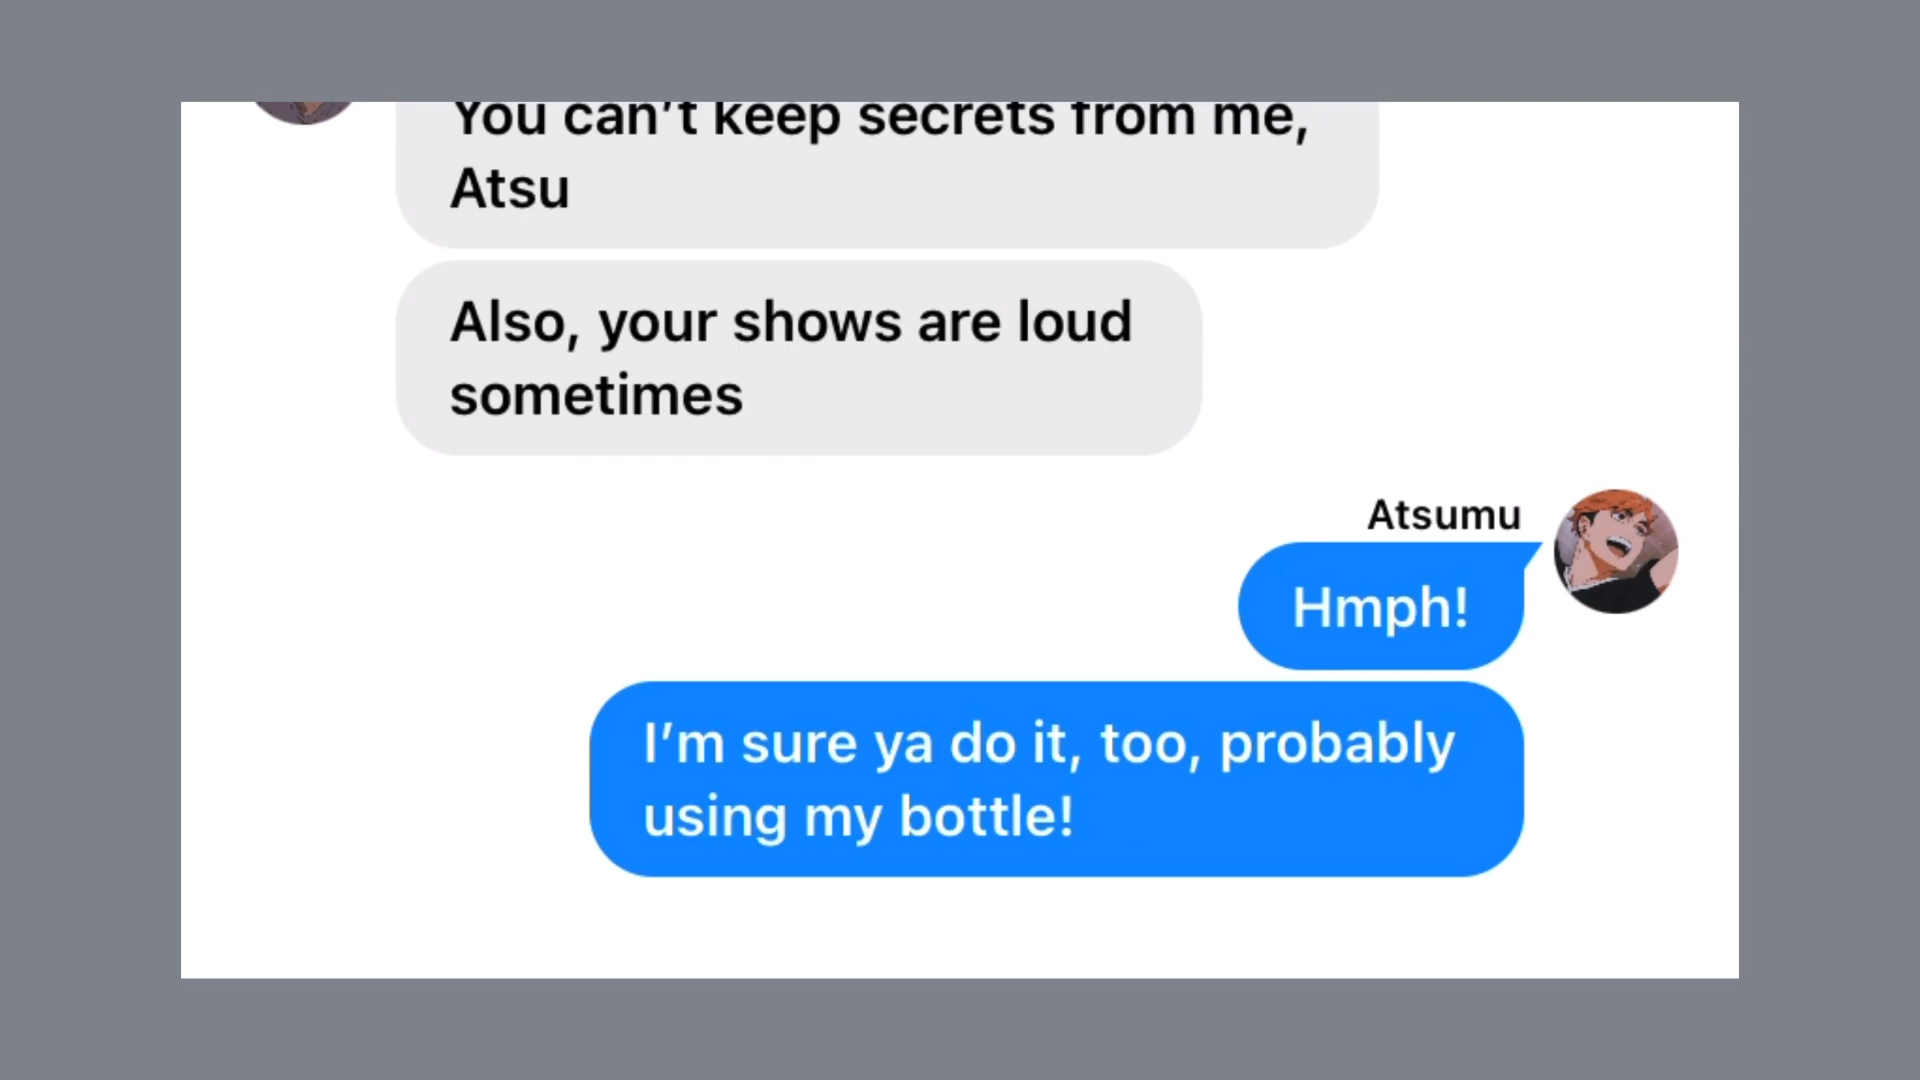 You can’t keep secrets from me,
Atsu
Also, your shows are loud
sometimes
Atsumu
Hmph!
I’m sure ya do it, too, probably
using my bottle!